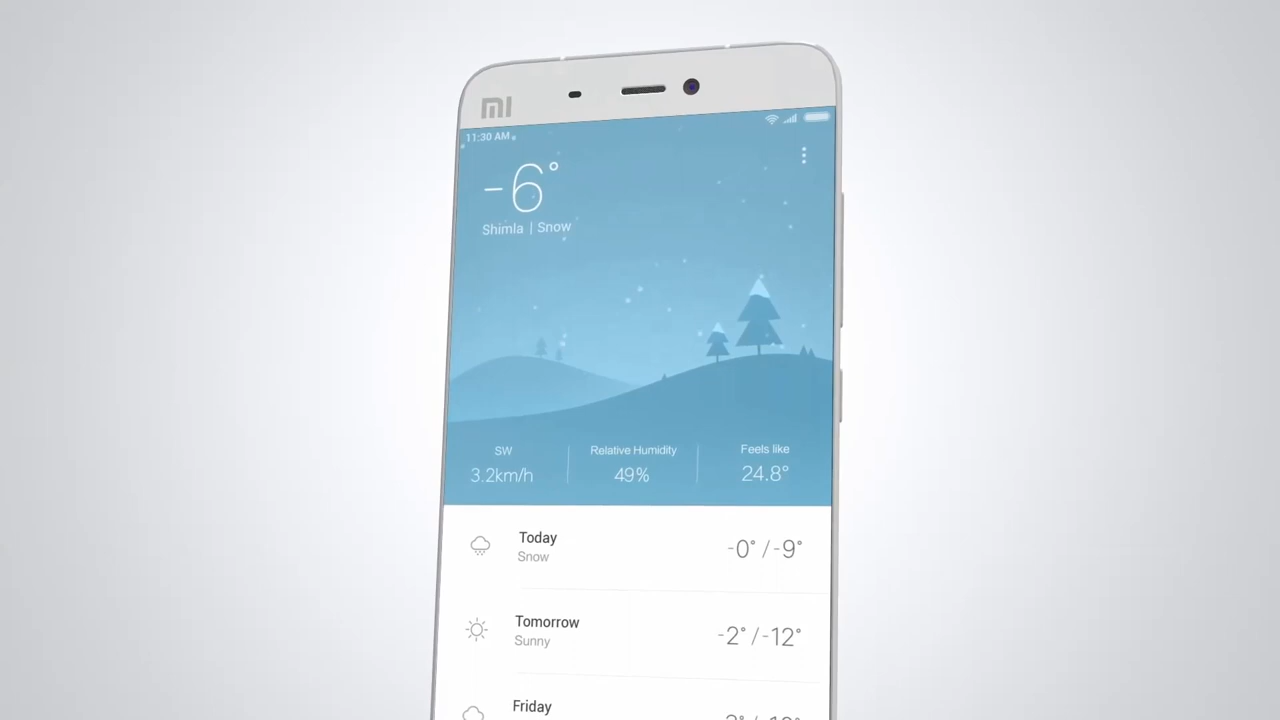 MI
11:30 AM
-6°
Shimla | Snow
SW
3.2km/h
Relative Humidity
49%
Feels like
24.8°
Today
Snow
-0° / -9°
Tomorrow
Sunny
-2° / -12°
Friday